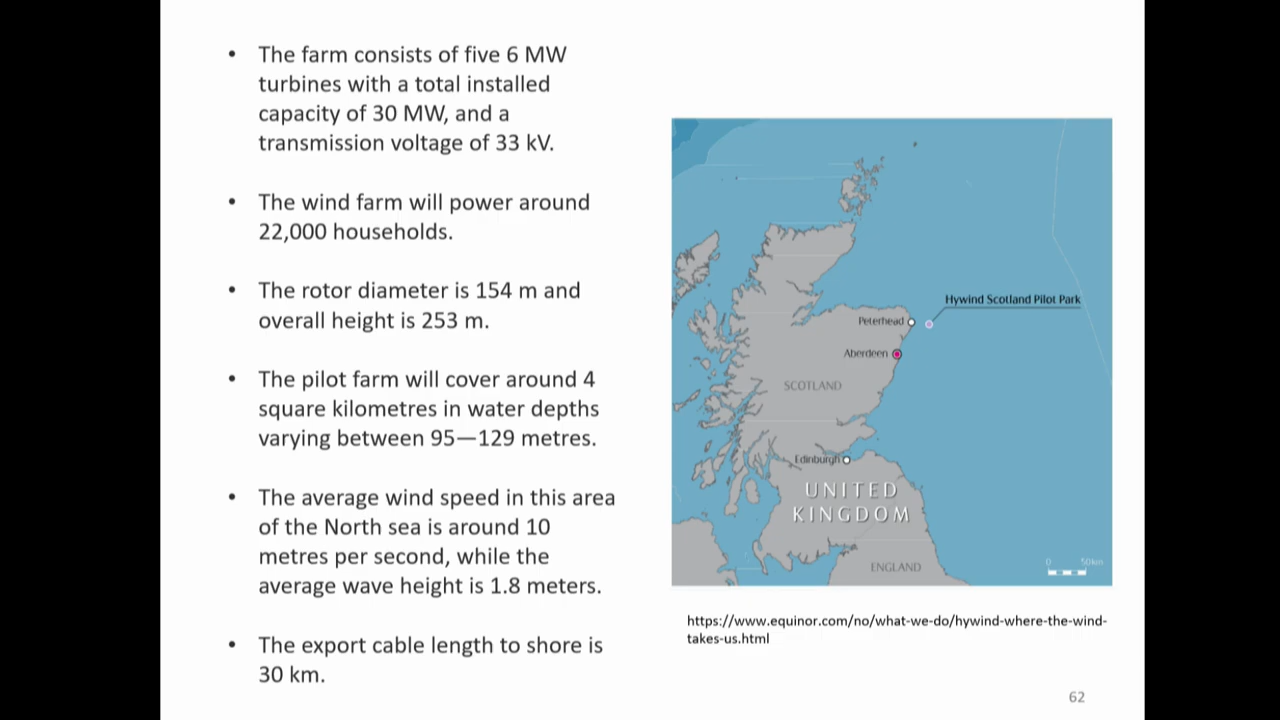 • The farm consists of five 6 MW
turbines with a total installed
capacity of 30 MW, and a
transmission voltage of 33 kV.
• The wind farm will power around
22,000 households.
• The rotor diameter is 154 m and
overall height is 253 m.
• The pilot farm will cover around 4
square kilometres in water depths
varying between 95—129 metres.
• The average wind speed in this area
of the North sea is around 10
metres per second, while the
average wave height is 1.8 meters.
• The export cable length to shore is
30 km.
Hywind Scotland Pilot Park
Peterhead
Aberdeen
SCOTLAND
Edinburgh
UNITED
KINGDOM
ENGLAND
0 50km
https://www.equinor.com/no/what-we-do/hywind-where-the-wind-
takes-us.html
62